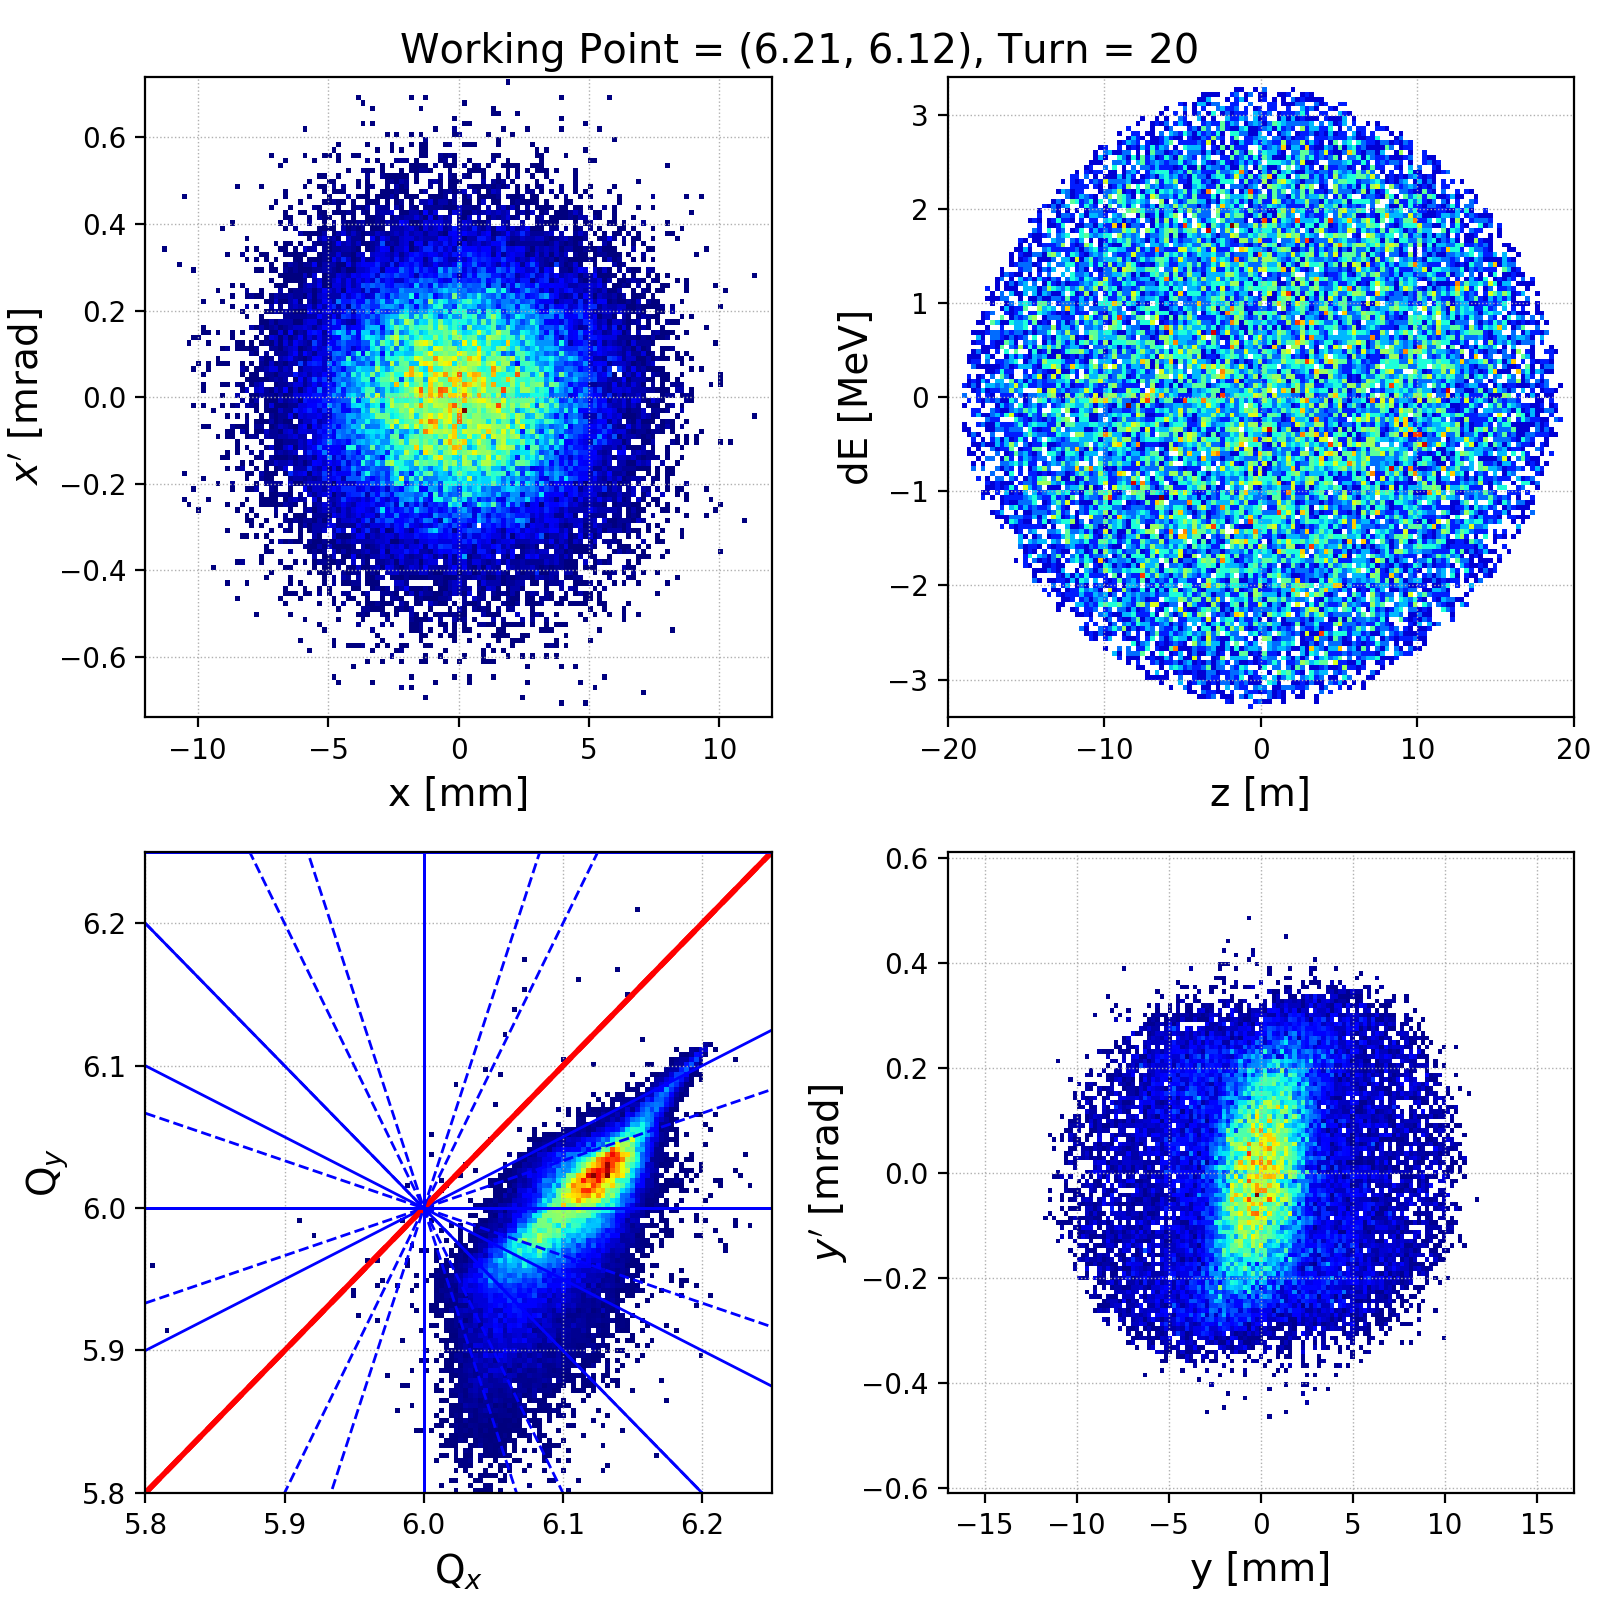 Working Point = (6.21, 6.12), Turn = 20
0.6
0.4
0.2
0.0
−0.2
−0.4
−0.6
x′ [mrad]
−10 −5 0 5 10
x [mm]
3
2
1
0
−1
−2
−3
dE [MeV]
−20 −10 0 10 20
z [m]
6.2
6.1
6.0
5.9
5.8
Qy
5.8 5.9 6.0 6.1 6.2
Qx
0.6
0.4
0.2
0.0
−0.2
−0.4
−0.6
y′ [mrad]
−15 −10 −5 0 5 10 15
y [mm]